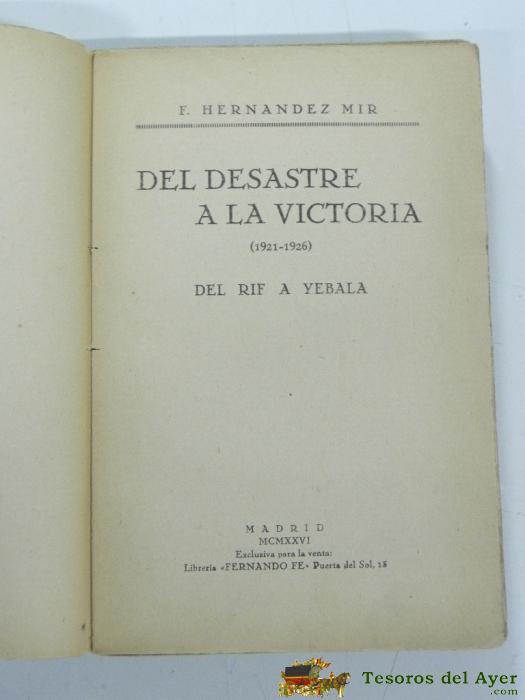 F. HERNANDEZ MIR
DEL DESASTRE
A LA VICTORIA
(1921-1926)
DEL RIF A YEBALA
MADRID
MCMXXVI
Exclusiva para la venta:
Librería «FERNANDO FE» Puerta del Sol, 15
Tesoros del Ayer
.com